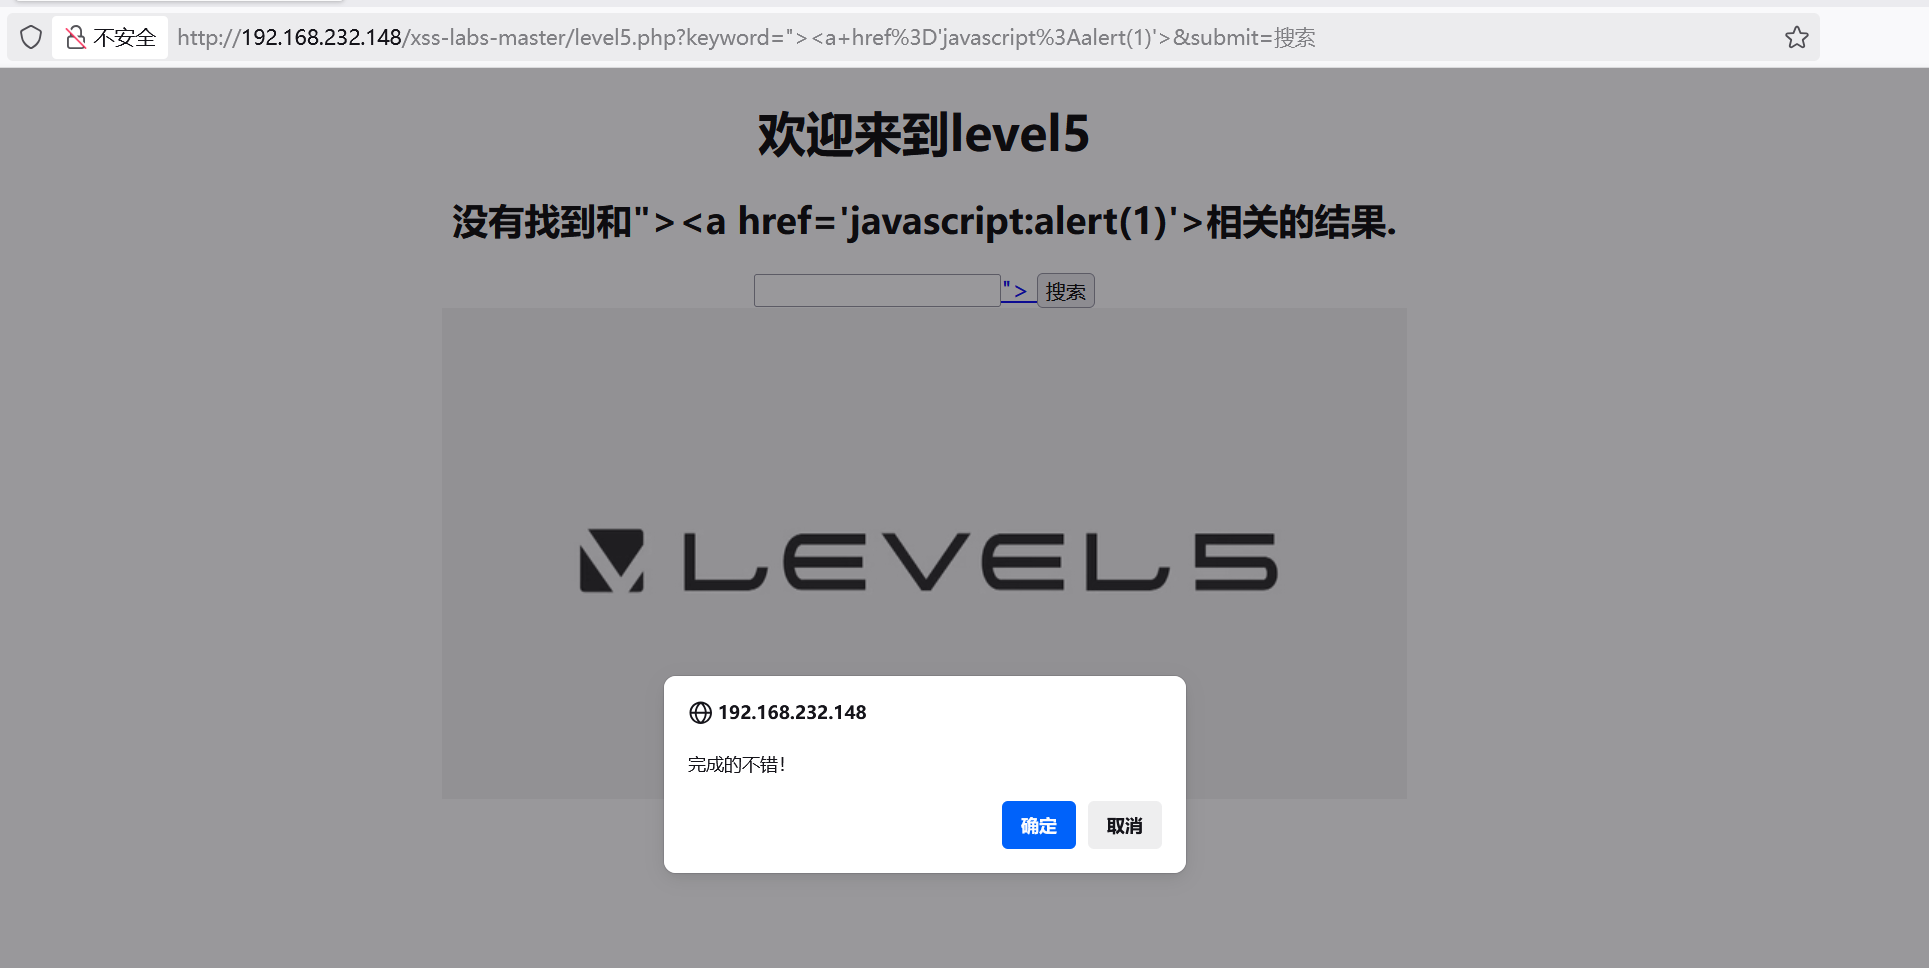 不安全 http://192.168.232.148/xss-labs-master/level5.php?keyword="><a+href%3D'javascript%3Aalert(1)'>&submit=搜索
欢迎来到level5
没有找到和"><a href='javascript:alert(1)'>相关的结果.
"> 搜索
LEVEL5
192.168.232.148
完成的不错！
确定 取消